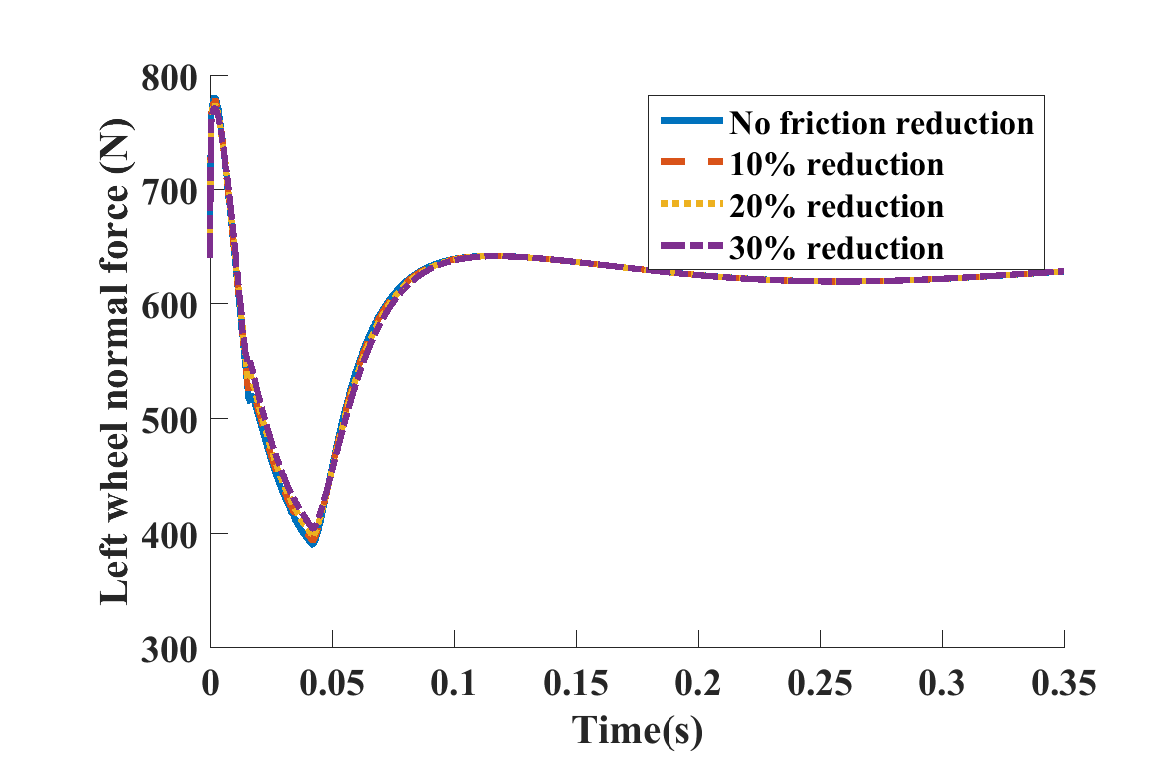 800
700
600
500
400
300
Left wheel normal force (N)
No friction reduction
10% reduction
20% reduction
30% reduction
0
0.05
0.1
0.15
0.2
0.25
0.3
0.35
Time(s)